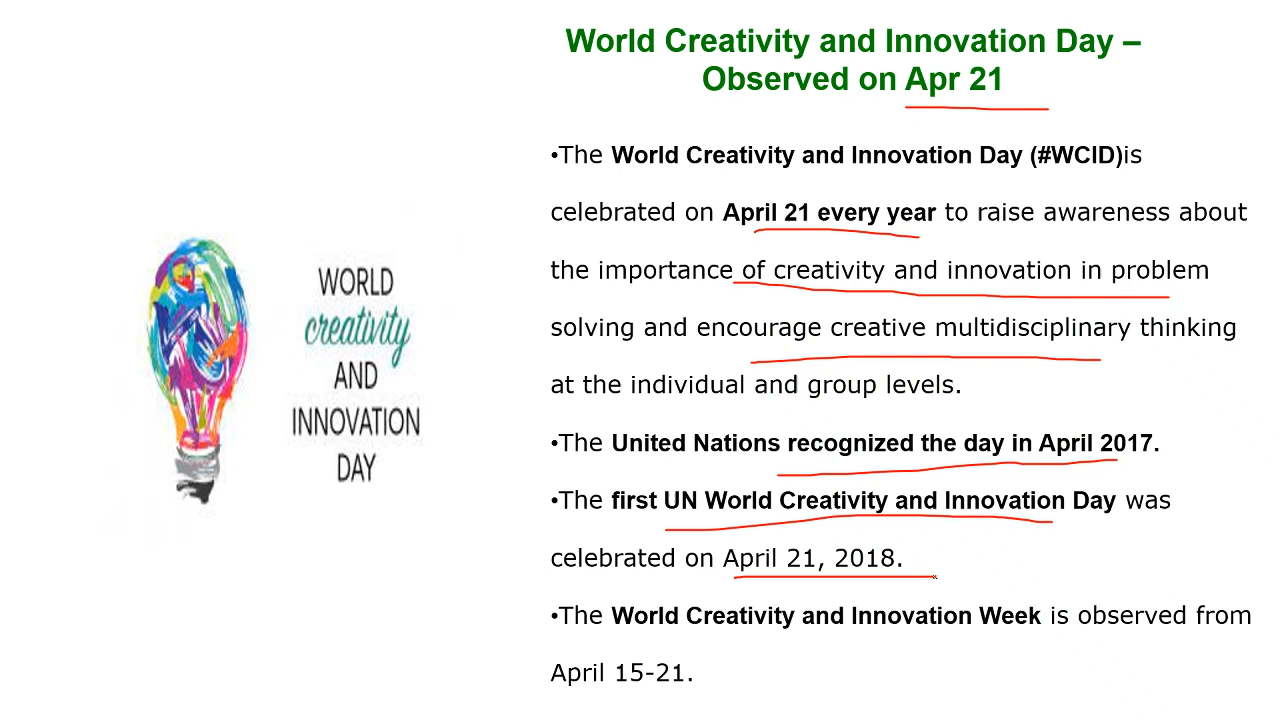 World Creativity and Innovation Day –
Observed on Apr 21
WORLD
creativity
AND
INNOVATION
DAY
•The World Creativity and Innovation Day (#WCID)is
celebrated on April 21 every year to raise awareness about
the importance of creativity and innovation in problem
solving and encourage creative multidisciplinary thinking
at the individual and group levels.
•The United Nations recognized the day in April 2017.
•The first UN World Creativity and Innovation Day was
celebrated on April 21, 2018.
•The World Creativity and Innovation Week is observed from
April 15-21.